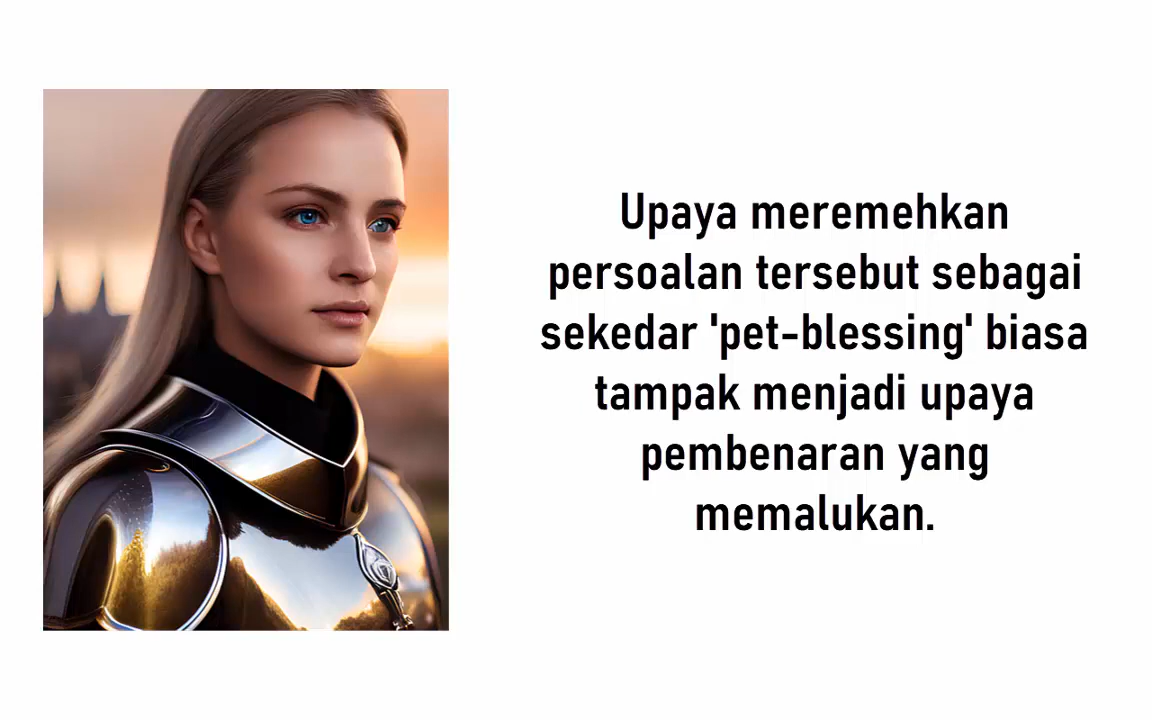 Upaya meremehkan
persoalan tersebut sebagai
sekedar 'pet-blessing' biasa
tampak menjadi upaya
pembenaran yang
memalukan.